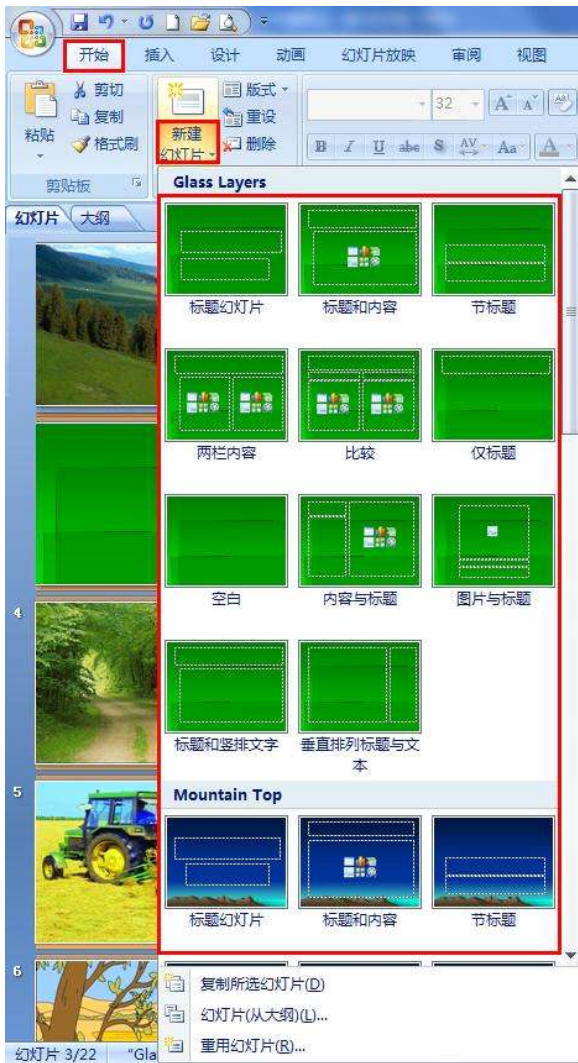 开始 插入 设计 动画 幻灯片放映 审阅 视图
剪切
复制
格式刷
粘贴
剪贴板
新建
幻灯片
版式
重设
删除
32 A A
B I U abe S AV Aa A
幻灯片 大纲
Glass Layers
标题幻灯片 标题和内容 节标题
两栏内容 比较 仅标题
空白 内容与标题 图片与标题
标题和竖排文字 垂直排列标题与文
本
Mountain Top
标题幻灯片 标题和内容 节标题
4
5
6
复制所选幻灯片(D)
幻灯片(从大纲)(L)...
重用幻灯片(R)...
幻灯片 3/22 "Gla